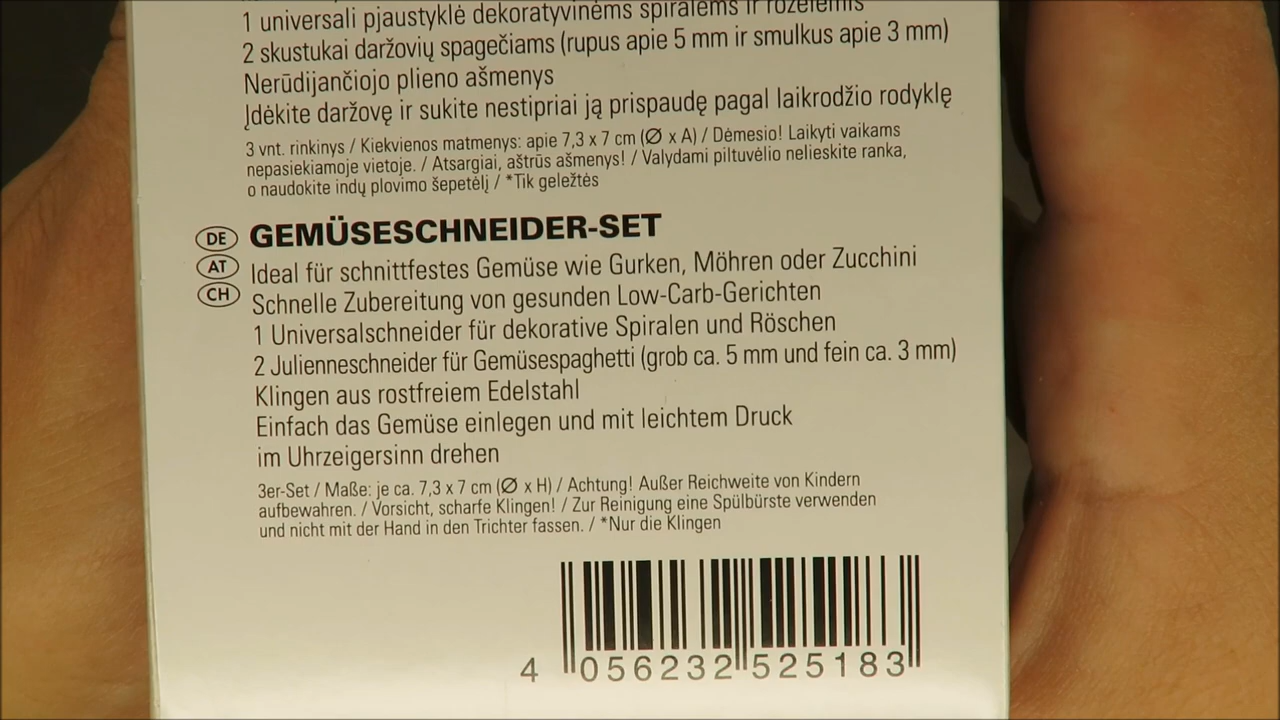 1 universali pjaustyklė dekoratyvinėms spiralėms ir rozelėmis
2 skustukai daržovių spagečiams (rupus apie 5 mm ir smulkus apie 3 mm)
Nerūdijančiojo plieno ašmenys
Įdėkite daržovę ir sukite nestipriai ją prispaudę pagal laikrodžio rodyklę
3 vnt. rinkinys / Kiekvienos matmenys: apie 7,3 x 7 cm (Ø x A) / Dėmesio! Laikyti vaikams
nepasiekiamoje vietoje. / Atsargiai, aštrūs ašmenys! / Valydami piltuvėlio nelieskite ranka,
o naudokite indų plovimo šepetėlį / *Tik geležtės
DE GEMÜSESCHNEIDER-SET
AT Ideal für schnittfestes Gemüse wie Gurken, Möhren oder Zucchini
CH Schnelle Zubereitung von gesunden Low-Carb-Gerichten
1 Universalschneider für dekorative Spiralen und Röschen
2 Julienneschneider für Gemüsespaghetti (grob ca. 5 mm und fein ca. 3 mm)
Klingen aus rostfreiem Edelstahl
Einfach das Gemüse einlegen und mit leichtem Druck
im Uhrzeigersinn drehen
3er-Set / Maße: je ca. 7,3 x 7 cm (Ø x H) / Achtung! Außer Reichweite von Kindern
aufbewahren. / Vorsicht, scharfe Klingen! / Zur Reinigung eine Spülbürste verwenden
und nicht mit der Hand in den Trichter fassen. / *Nur die Klingen
4 056232 525183